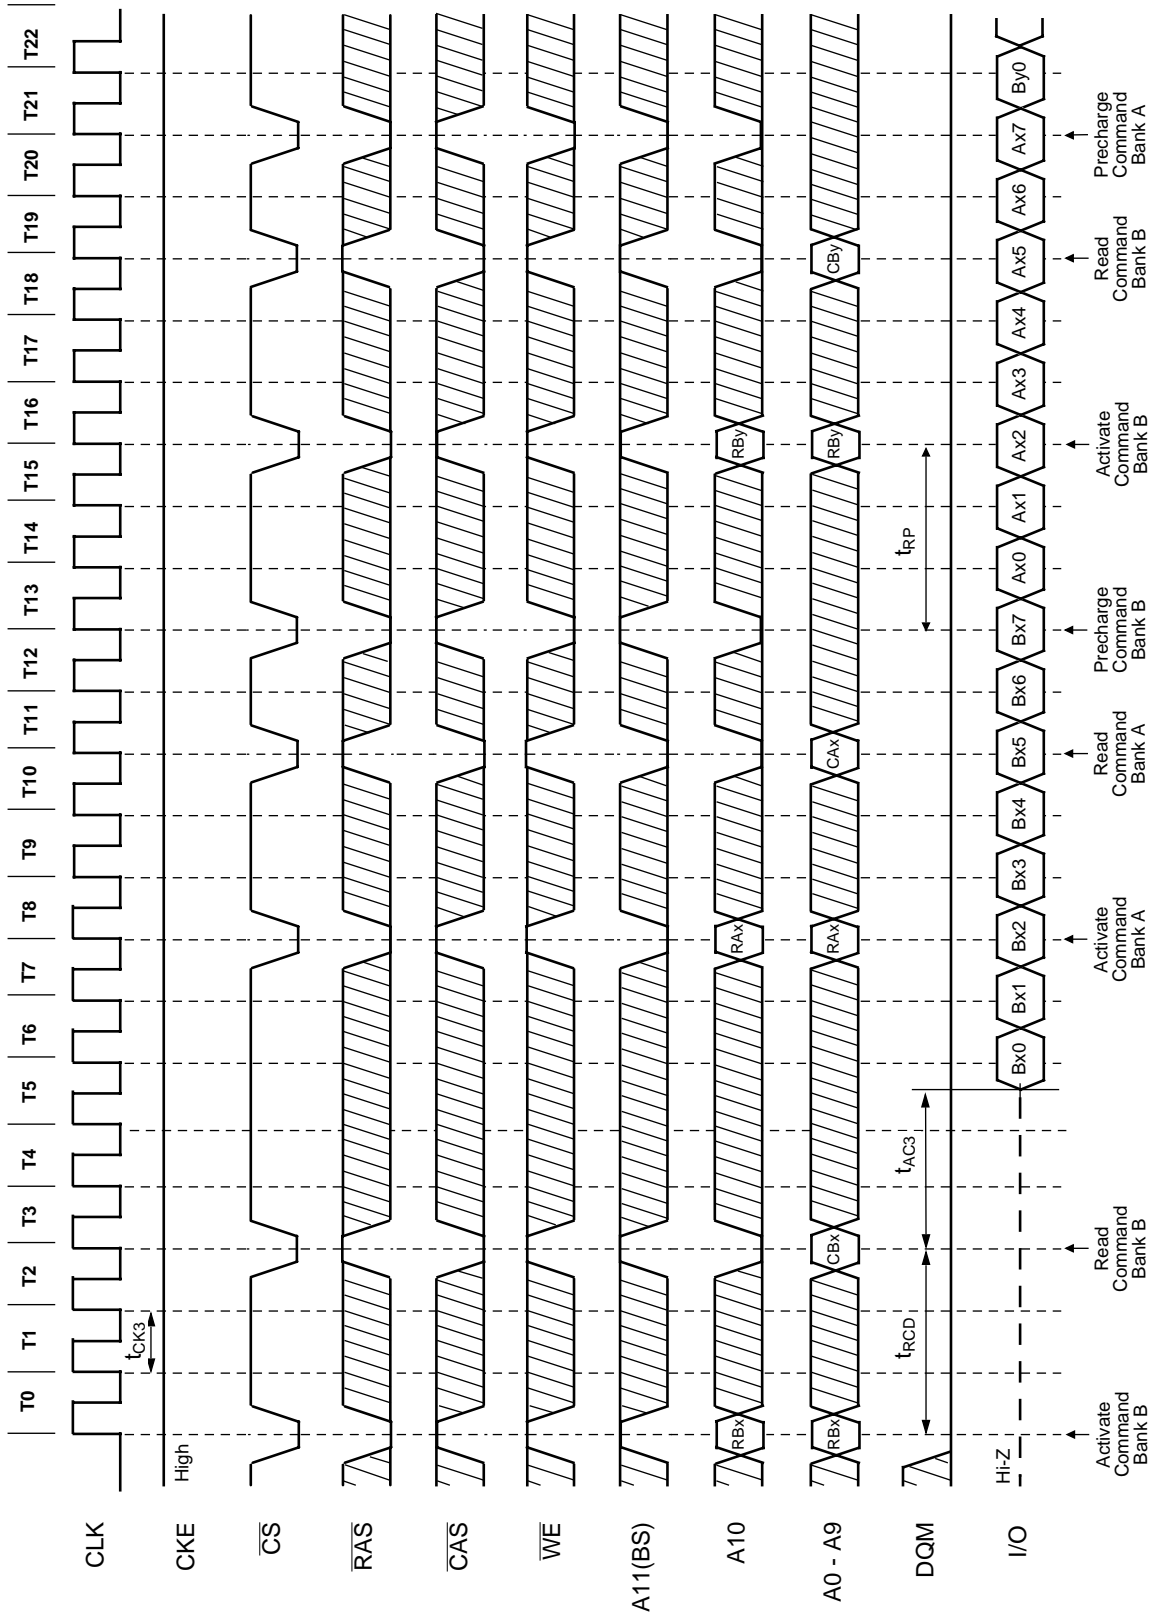 T0 T1 T2 T3 T4 T5 T6 T7 T8 T9 T10 T11 T12 T13 T14 T15 T16 T17 T18 T19 T20 T21 T22
CLK
tCK3
CKE
High
CS
RAS
CAS
WE
A11(BS)
A10
RBx RAx RBy
A0 - A9
RBx CBx RAx CAx RBy CBy
DQM
tRCD tAC3 tRP
I/O
Hi-Z
Bx0 Bx1 Bx2 Bx3 Bx4 Bx5 Bx6 Bx7 Ax0 Ax1 Ax2 Ax3 Ax4 Ax5 Ax6 Ax7 By0
Activate
Command
Bank B
Read
Command
Bank B
Activate
Command
Bank A
Read
Command
Bank A
Precharge
Command
Bank B
Activate
Command
Bank B
Read
Command
Bank B
Precharge
Command
Bank A